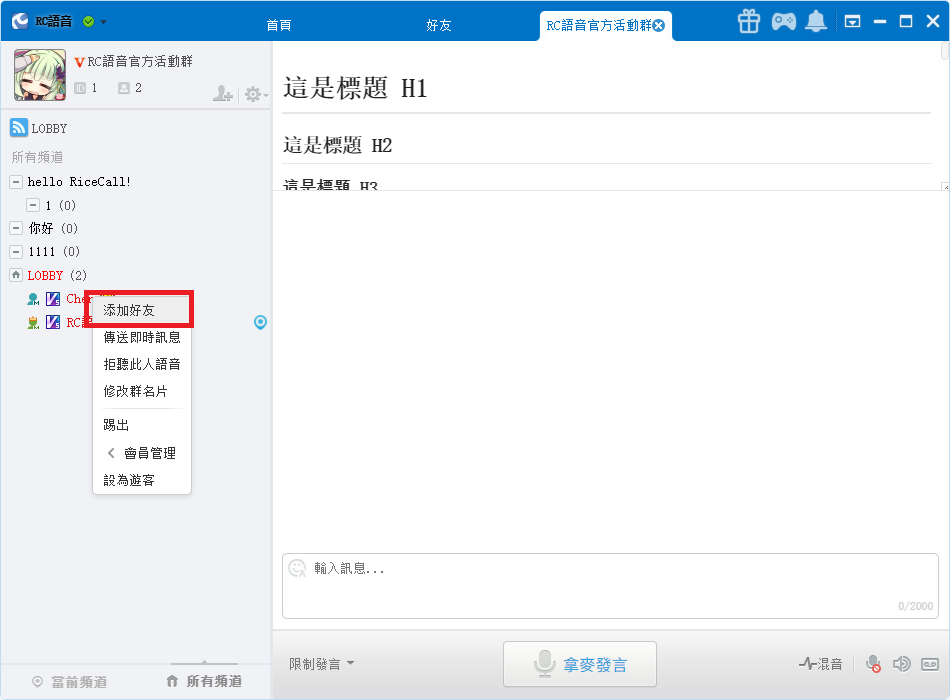 RC語音
首頁
好友
RC語音官方活動群
RC語音官方活動群
1
2
LOBBY
所有頻道
hello RiceCall!
1 (0)
你好 (0)
1111 (0)
LOBBY (2)
添加好友
傳送即時訊息
拒聽此人語音
修改群名片
踢出
會員管理
設為遊客
當前頻道
所有頻道
這是標題 H1
這是標題 H2
這是標題 H3
輸入訊息...
0/2000
限制發言
拿麥發言
混音